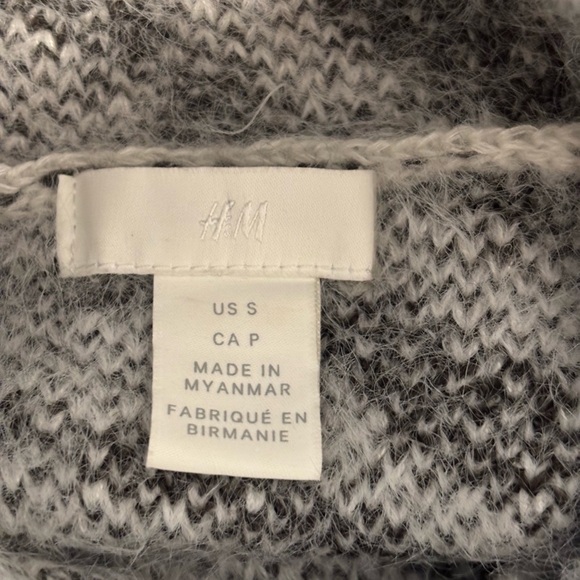 H&M
US S
CA P
MADE IN
MYANMAR
FABRIQUÉ EN
BIRMANIE